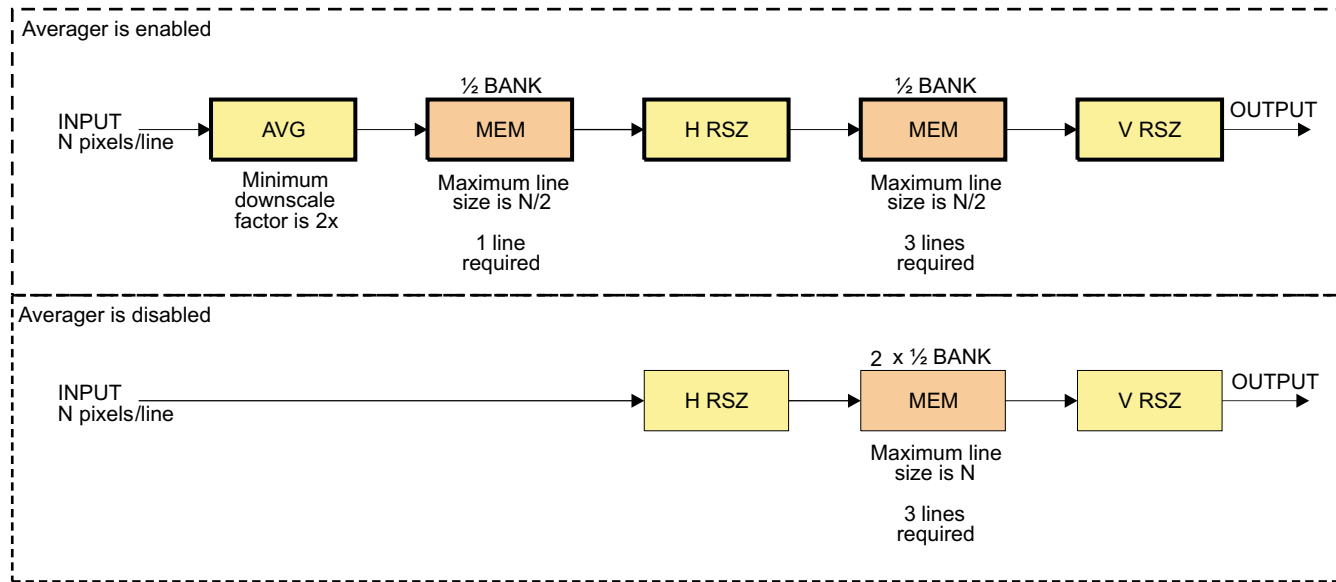 Averager is enabled
½ BANK
½ BANK
INPUT
N pixels/line
AVG
MEM
H RSZ
MEM
V RSZ
OUTPUT
Minimum
downscale
factor is 2x
Maximum line
size is N/2
1 line
required
Maximum line
size is N/2
3 lines
required
Averager is disabled
2 x ½ BANK
INPUT
N pixels/line
H RSZ
MEM
V RSZ
OUTPUT
Maximum line
size is N
3 lines
required